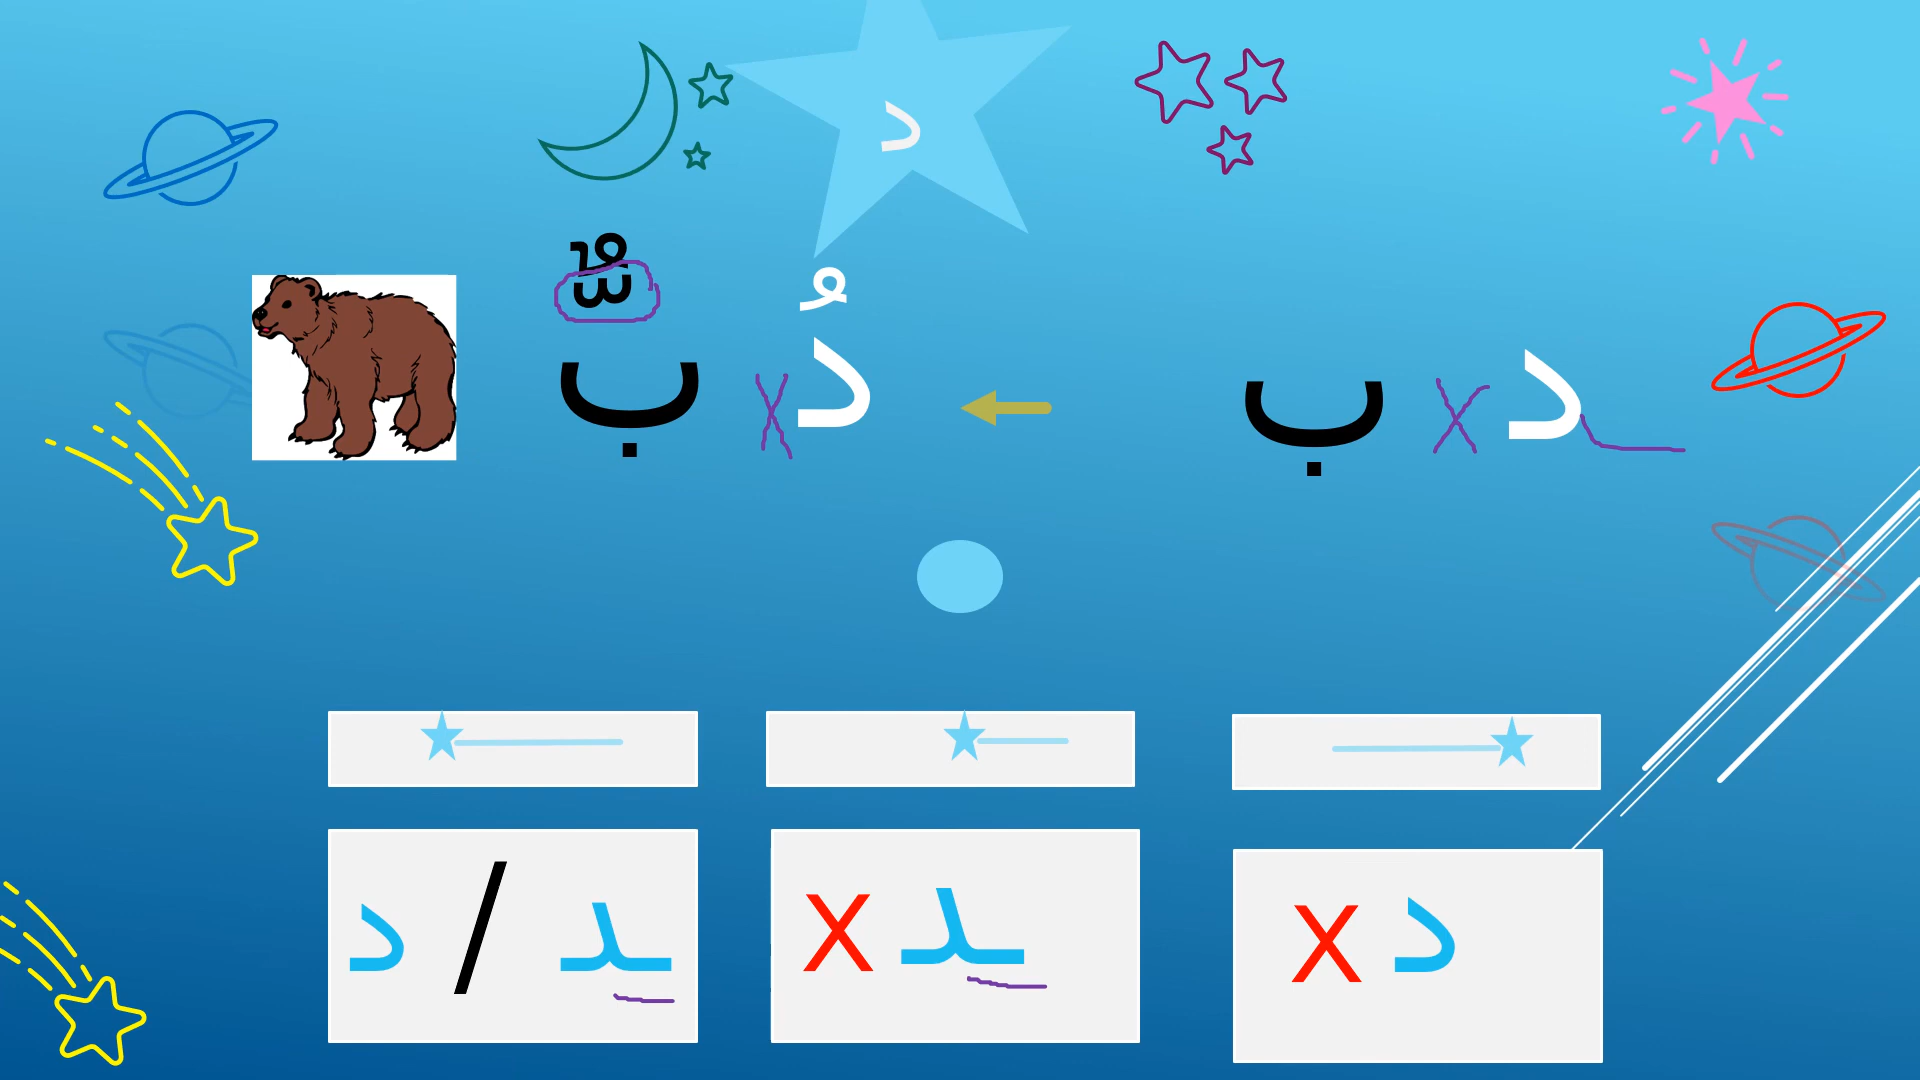 د
د ب ← دُ بٌّ
د x ـد x ـد / د